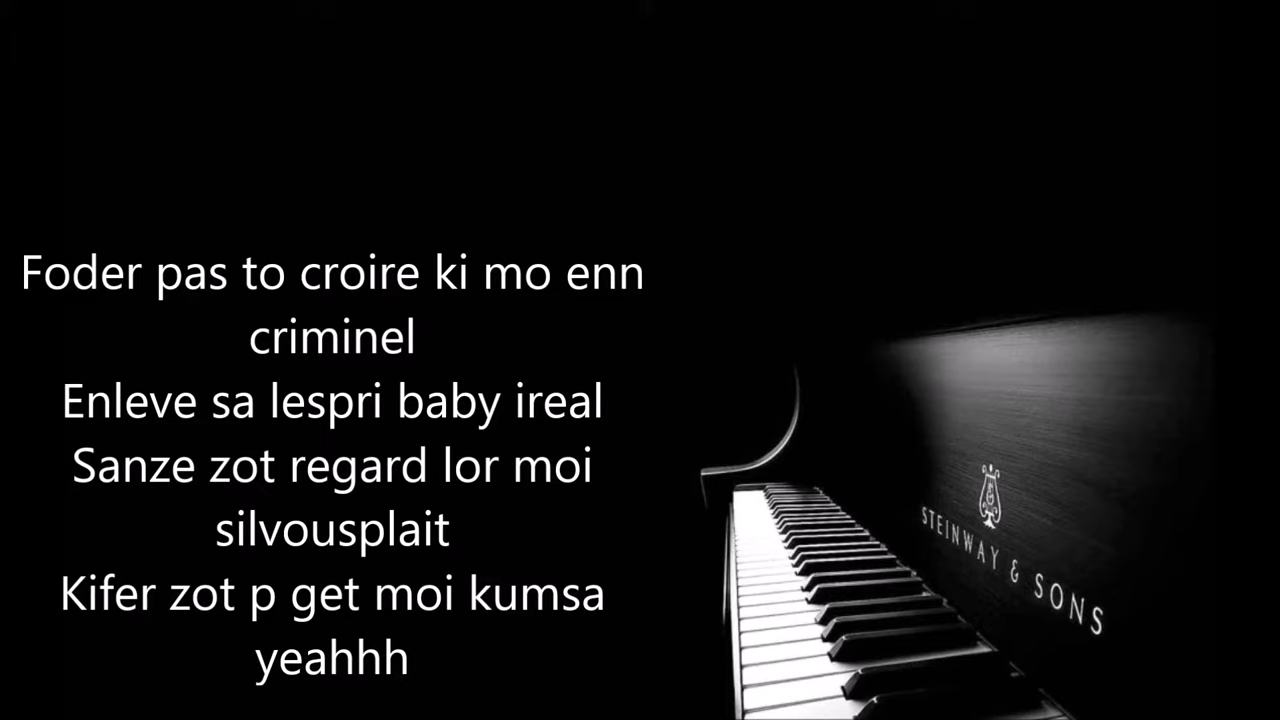 Foder pas to croire ki mo enn
criminel
Enleve sa lespri baby ireal
Sanze zot regard lor moi
silvousplait
Kifer zot p get moi kumsa
yeahhh
STEINWAY & SONS